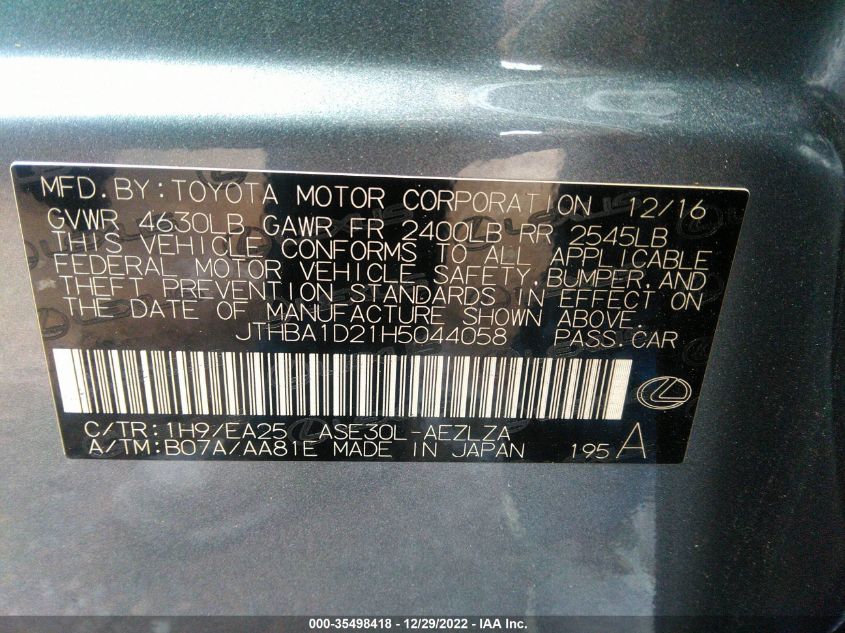 MFD. BY: TOYOTA MOTOR CORPORATION 12/16
GVWR 4630LB GAWR FR 2400LB RR 2545LB
THIS VEHICLE CONFORMS TO ALL APPLICABLE
FEDERAL MOTOR VEHICLE SAFETY, BUMPER, AND
THEFT PREVENTION STANDARDS IN EFFECT ON
THE DATE OF MANUFACTURE SHOWN ABOVE.
JTHBA1D21H5044058 PASS. CAR
C/TR: 1H9/EA25 ASE30L-AEZLZA
A/TM: B07A/AA81E MADE IN JAPAN 195 A
000-35498418 - 12/29/2022 - IAA Inc.